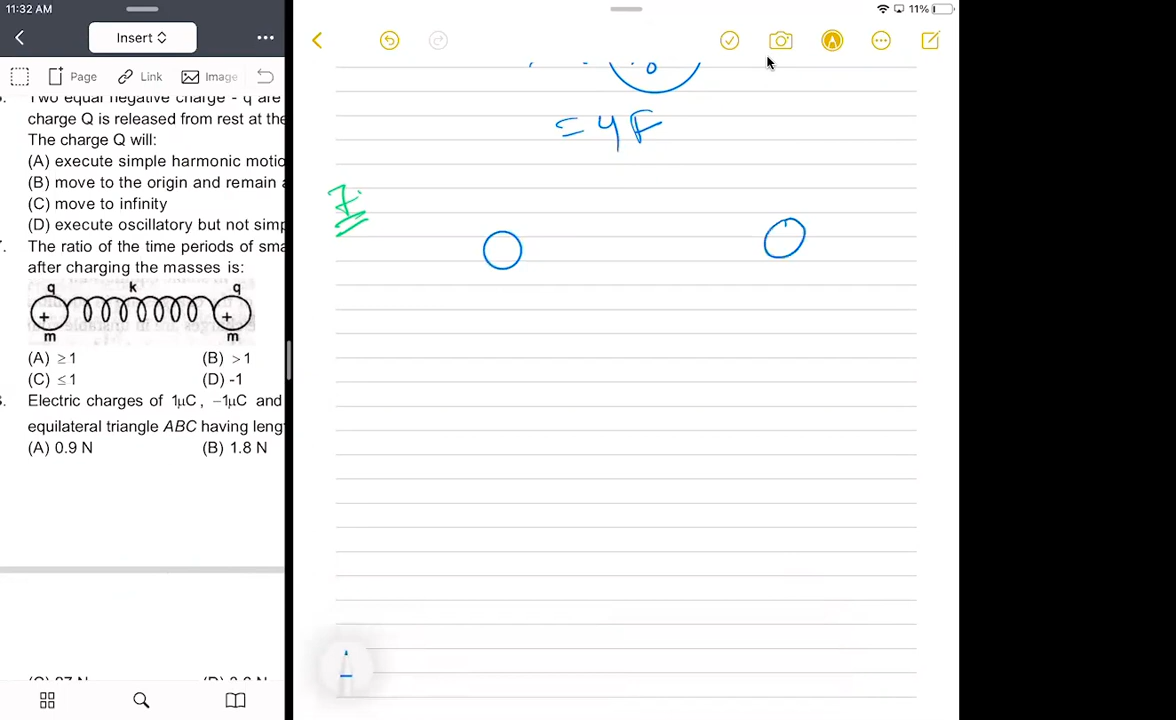 11:32 AM
11%
Insert
Page
Link
Image
Two equal negative charge - q are
charge Q is released from rest at the
The charge Q will:
(A) execute simple harmonic motio
(B) move to the origin and remain
(C) move to infinity
(D) execute oscillatory but not simp
The ratio of the time periods of sma
after charging the masses is:
q k q
+ +
m m
(A) ≥ 1 (B) > 1
(C) ≤ 1 (D) -1
Electric charges of 1μC, −1μC and
equilateral triangle ABC having leng
(A) 0.9 N (B) 1.8 N
= 4F
7.